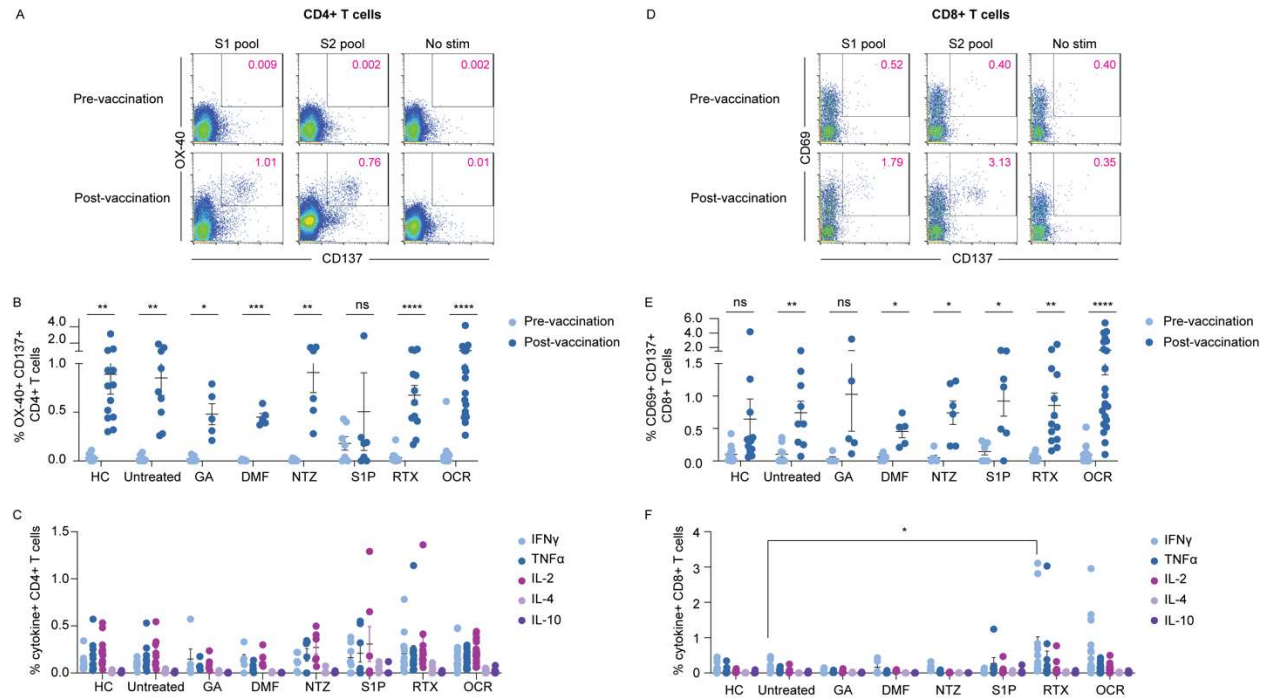 A
CD4+ T cells
S1 pool S2 pool No stim
Pre-vaccination
0.009 0.002 0.002
OX-40
Post-vaccination
1.01 0.76 0.01
CD137
D
CD8+ T cells
S1 pool S2 pool No stim
Pre-vaccination
0.52 0.40 0.40
CD69
Post-vaccination
1.79 3.13 0.35
CD137
B
** ** * *** ** ns **** ****
% OX-40+ CD137+
CD4+ T cells
4.0
2.0
1.0
0.5
0.0
HC Untreated GA DMF NTZ S1P RTX OCR
Pre-vaccination
Post-vaccination
E
ns ** ns * * * ** ****
% CD69+ CD137+
CD8+ T cells
6.0
4.0
2.0
1.5
1.0
0.5
0.0
HC Untreated GA DMF NTZ S1P RTX OCR
Pre-vaccination
Post-vaccination
C
% cytokine+ CD4+ T cells
1.5
1.0
0.5
0.0
HC Untreated GA DMF NTZ S1P RTX OCR
IFNγ
TNFα
IL-2
IL-4
IL-10
F
% cytokine+ CD8+ T cells
4
3
2
1
0
*
HC Untreated GA DMF NTZ S1P RTX OCR
IFNγ
TNFα
IL-2
IL-4
IL-10